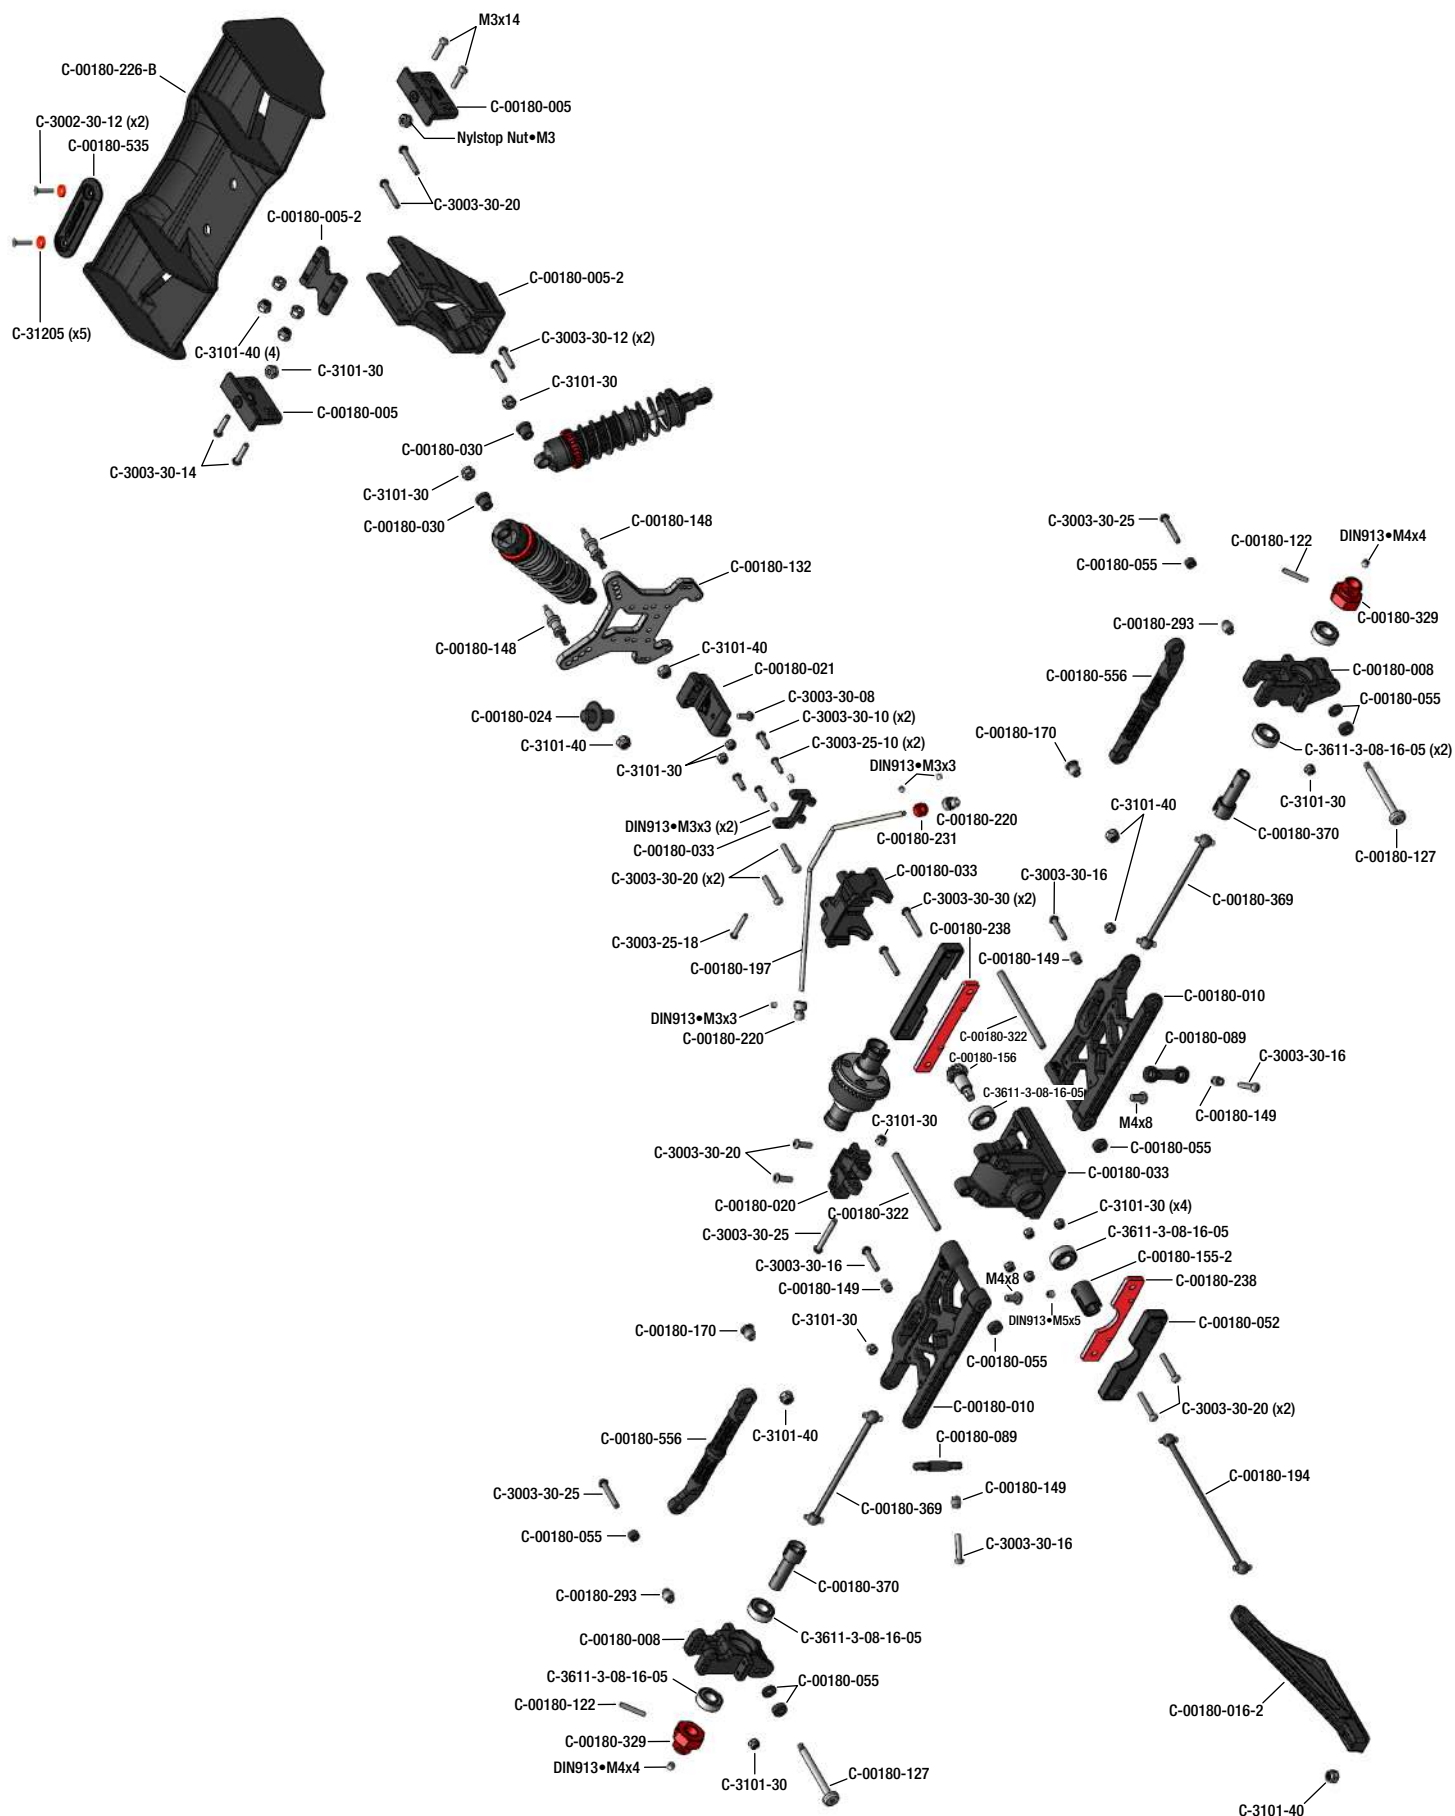 M3x14
C-00180-226-B
C-00180-005
C-3002-30-12 (x2)
Nylstop Nut•M3
C-00180-535
C-3003-30-20
C-00180-005-2
C-00180-005-2
C-31205 (x5)
C-3003-30-12 (x2)
C-3101-40 (4)
C-3101-30
C-3101-30
C-00180-005
C-00180-030
C-3003-30-14
C-3101-30
C-00180-030
C-00180-148
C-3003-30-25
DIN913•M4x4
C-00180-122
C-00180-055
C-00180-132
C-00180-329
C-00180-293
C-00180-148
C-3101-40
C-00180-021
C-00180-008
C-00180-556
C-3003-30-08
C-00180-055
C-00180-024
C-3003-30-10 (x2)
C-00180-170
C-3101-40
C-3003-25-10 (x2)
C-3611-3-08-16-05 (x2)
C-3101-30
DIN913•M3x3
C-3101-30
C-3101-40
C-00180-220
DIN913•M3x3 (x2)
C-00180-370
C-00180-231
C-00180-033
C-00180-127
C-00180-033
C-3003-30-20 (x2)
C-3003-30-16
C-3003-30-30 (x2)
C-00180-369
C-00180-238
C-3003-25-18
C-00180-149
C-00180-197
C-00180-010
DIN913•M3x3
C-00180-322
C-00180-220
C-00180-089
C-00180-156
C-3003-30-16
C-3611-3-08-16-05
C-00180-149
M4x8
C-3101-30
C-00180-055
C-3003-30-20
C-00180-033
C-00180-020
C-00180-322
C-3101-30 (x4)
C-3003-30-25
C-3611-3-08-16-05
C-00180-155-2
C-3003-30-16
M4x8
C-00180-238
C-00180-149
C-3101-30
DIN913•M5x5
C-00180-052
C-00180-170
C-00180-055
C-00180-010
C-3003-30-20 (x2)
C-00180-556
C-3101-40
C-00180-089
C-00180-194
C-3003-30-25
C-00180-149
C-00180-369
C-00180-055
C-3003-30-16
C-00180-370
C-00180-293
C-3611-3-08-16-05
C-00180-008
C-3611-3-08-16-05
C-00180-055
C-00180-122
C-00180-016-2
C-00180-329
DIN913•M4x4
C-00180-127
C-3101-30
C-3101-40